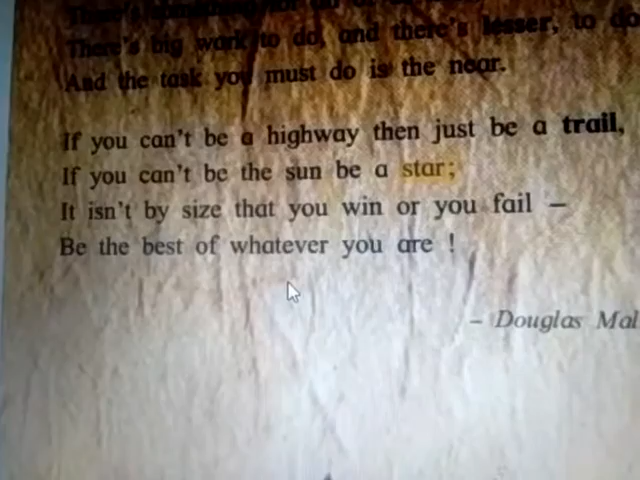 There's big work to do, and there's lesser, to do
And the task you must do is the near.
If you can't be a highway then just be a trail,
If you can't be the sun be a star;
It isn't by size that you win or you fail –
Be the best of whatever you are !
– Douglas Mal